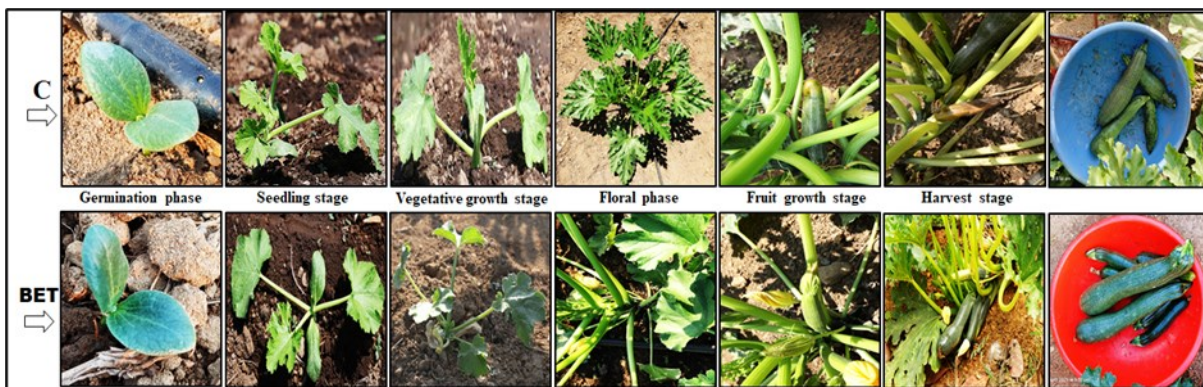 C
Germination phase
Seedling stage
Vegetative growth stage
Floral phase
Fruit growth stage
Harvest stage
BET